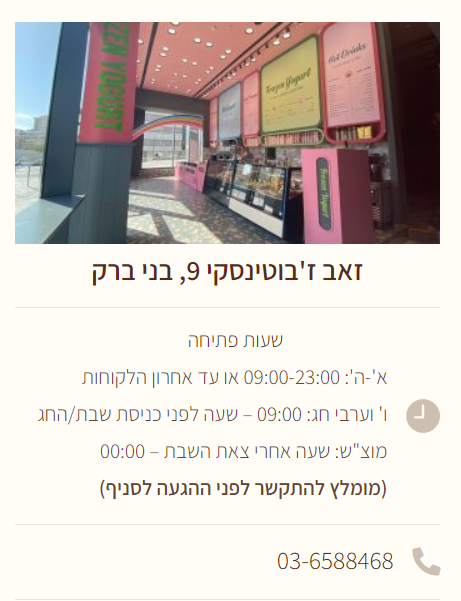 ZEN YOGURT
Frozen Yogurt
Hot Drinks
Frozen Yogurt
זאב ז'בוטינסקי 9, בני ברק
שעות פתיחה
א'-ה': 09:00-23:00 או עד אחרון הלקוחות
ו' וערבי חג: 09:00 – שעה לפני כניסת שבת/החג
מוצ"ש: שעה אחרי צאת השבת – 00:00
(מומלץ להתקשר לפני ההגעה לסניף)
03-6588468